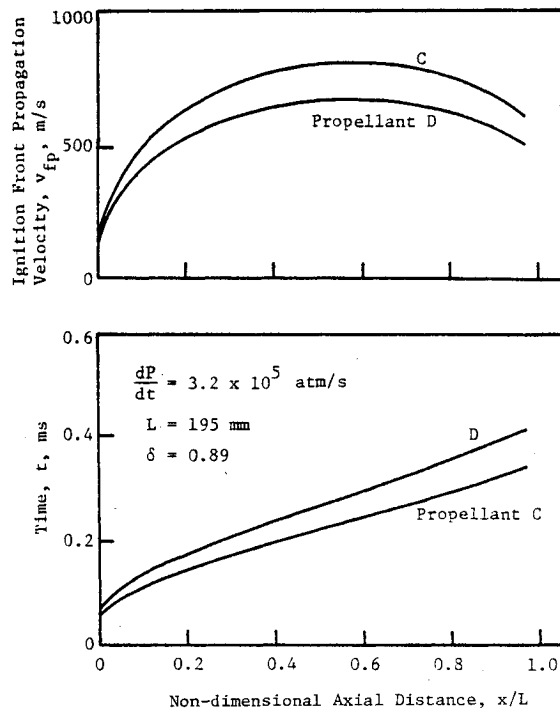 1000
500
0
Ignition Front Propagation
Velocity, v_fp, m/s
C
Propellant D
0.6
0.4
0.2
0
Time, t, ms
dP/dt = 3.2 x 10^5 atm/s
L = 195 mm
δ = 0.89
D
Propellant C
0 0.2 0.4 0.6 0.8 1.0
Non-dimensional Axial Distance, x/L